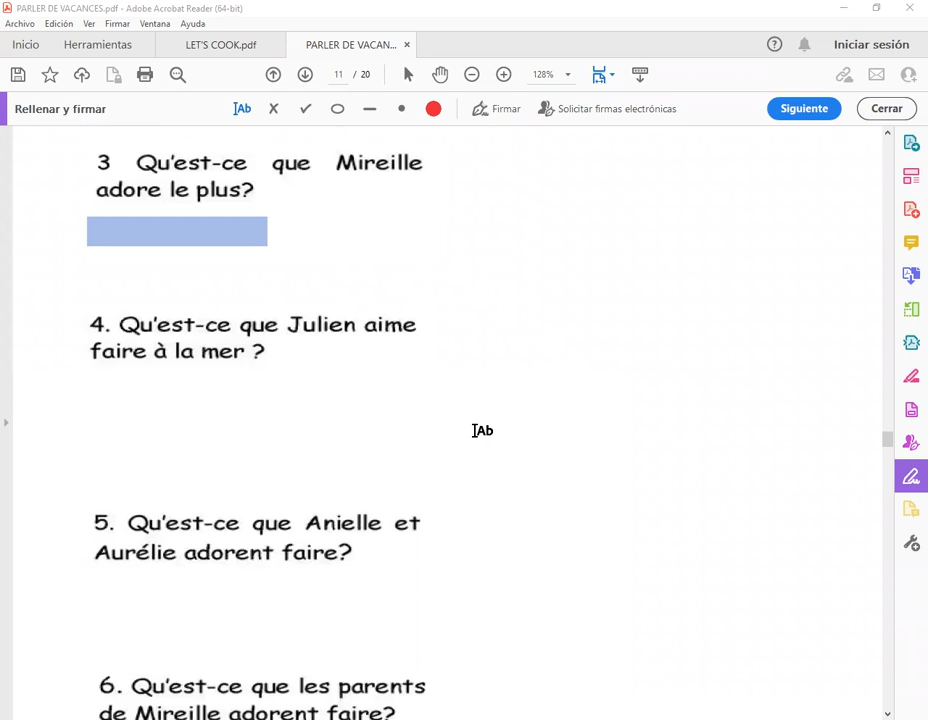 PARLER DE VACANCES.pdf - Adobe Acrobat Reader (64-bit)
Archivo Edición Ver Firmar Ventana Ayuda
Inicio Herramientas LET'S COOK.pdf PARLER DE VACAN... × Iniciar sesión
11 / 20 128%
Rellenar y firmar Ab Firmar Solicitar firmas electrónicas Siguiente Cerrar
3 Qu'est-ce que Mireille
adore le plus?
4. Qu'est-ce que Julien aime
faire à la mer ?
Ab
5. Qu'est-ce que Anielle et
Aurélie adorent faire?
6. Qu'est-ce que les parents
de Mireille adorent faire?